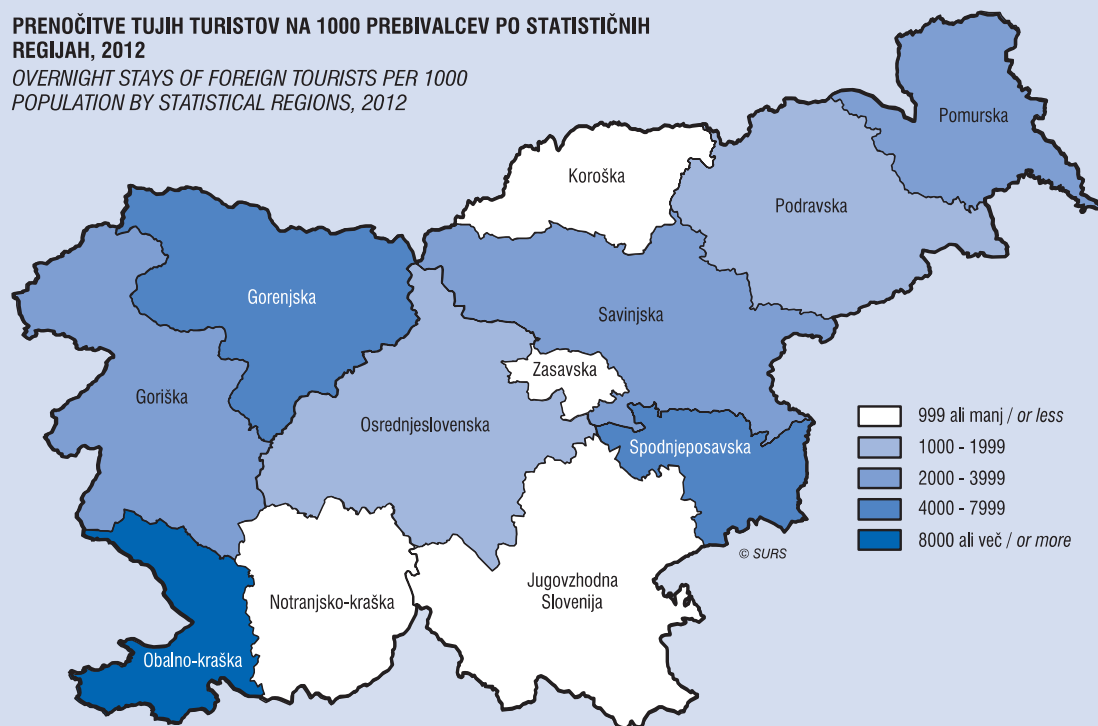 PRENOČITVE TUJIH TURISTOV NA 1000 PREBIVALCEV PO STATISTIČNIH
REGIJAH, 2012
OVERNIGHT STAYS OF FOREIGN TOURISTS PER 1000
POPULATION BY STATISTICAL REGIONS, 2012
Pomurska
Koroška
Podravska
Gorenjska
Savinjska
Zasavska
Goriška
Osrednjeslovenska
Spodnjeposavska
999 ali manj / or less
1000 - 1999
2000 - 3999
4000 - 7999
8000 ali več / or more
© SURS
Jugovzhodna
Slovenija
Notranjsko-kraška
Obalno-kraška